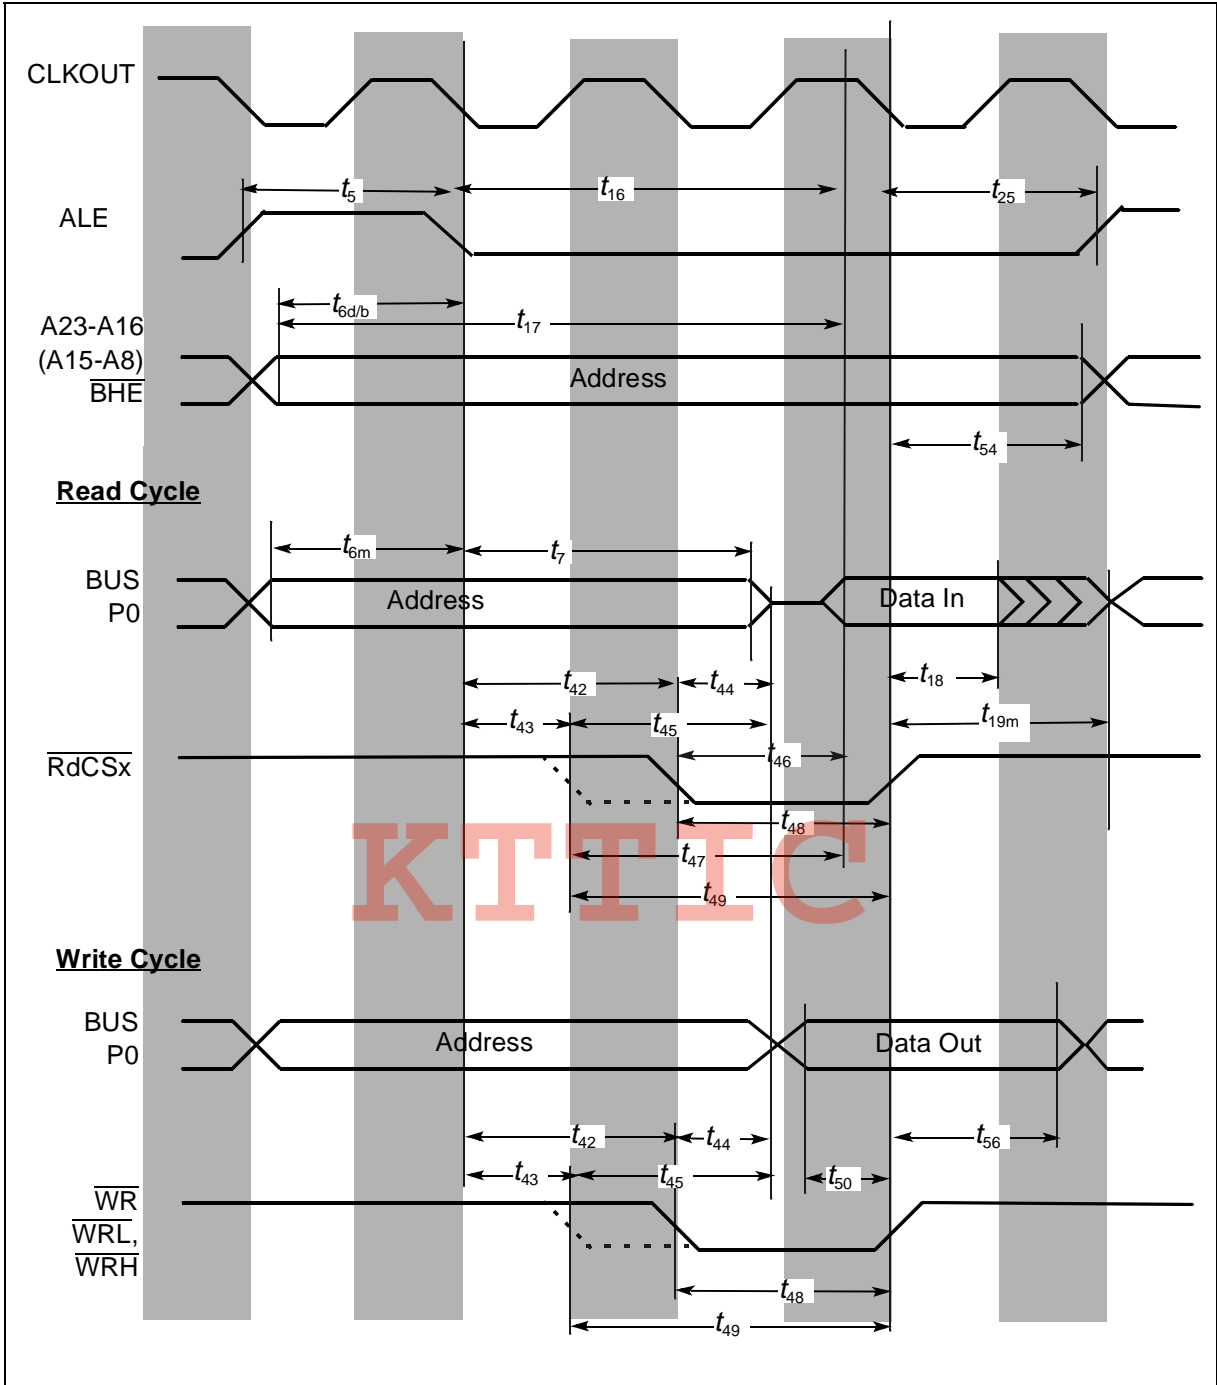 CLKOUT
t5
t16
t25
ALE
t6d/b
t17
A23-A16
(A15-A8)
BHE
Address
t54
Read Cycle
t6m
t7
BUS
P0
Address
Data In
t42
t44
t18
t43
t45
t19m
RdCSx
t46
t48
t47
t49
KTTIC
Write Cycle
BUS
P0
Address
Data Out
t42
t44
t56
t43
t45
t50
WR
WRL,
WRH
t48
t49